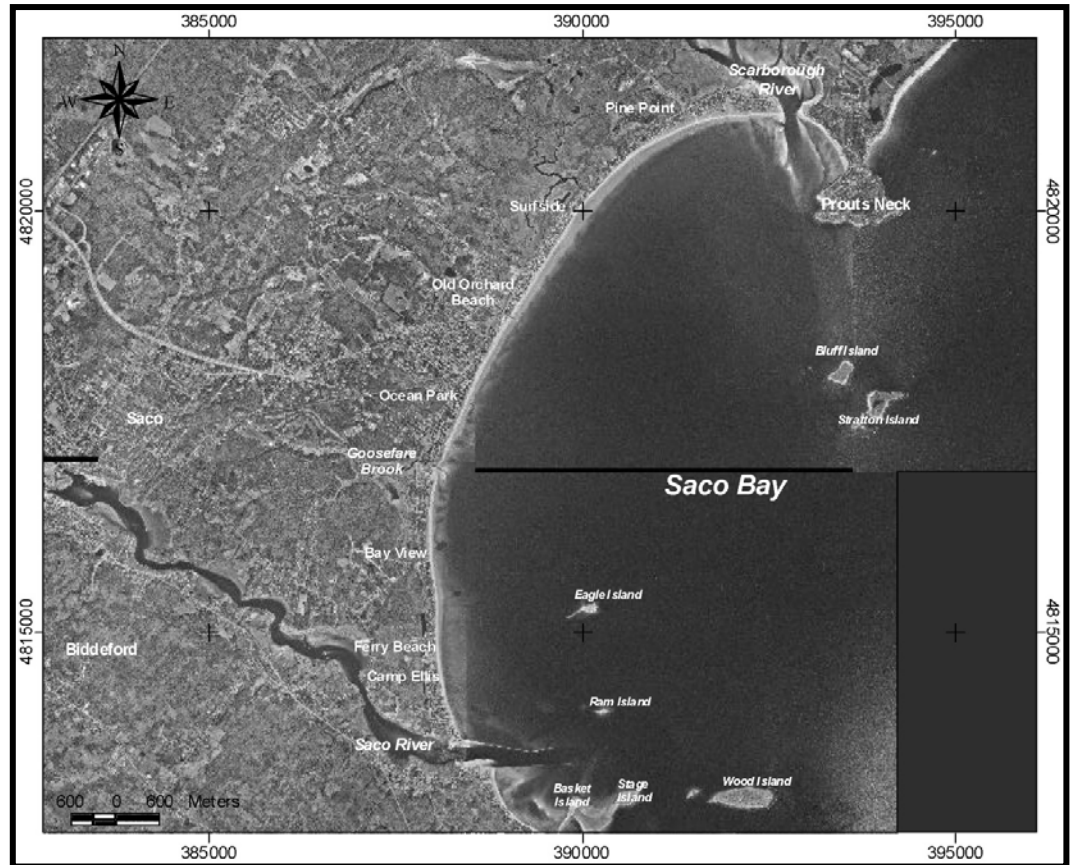 385000
390000
395000
N
W
E
S
Scarborough
River
Pine Point
4820000
Surfside
Prouts Neck
4820000
Old Orchard
Beach
Bluff Island
Ocean Park
Saco
Stratton Island
Goosefare
Brook
Saco Bay
Bay View
Eagle Island
4815000
Biddeford
Ferry Beach
4815000
Camp Ellis
Ram Island
Saco River
Basket
Island
Stage
Island
Wood Island
600 0 600 Meters
385000
390000
395000